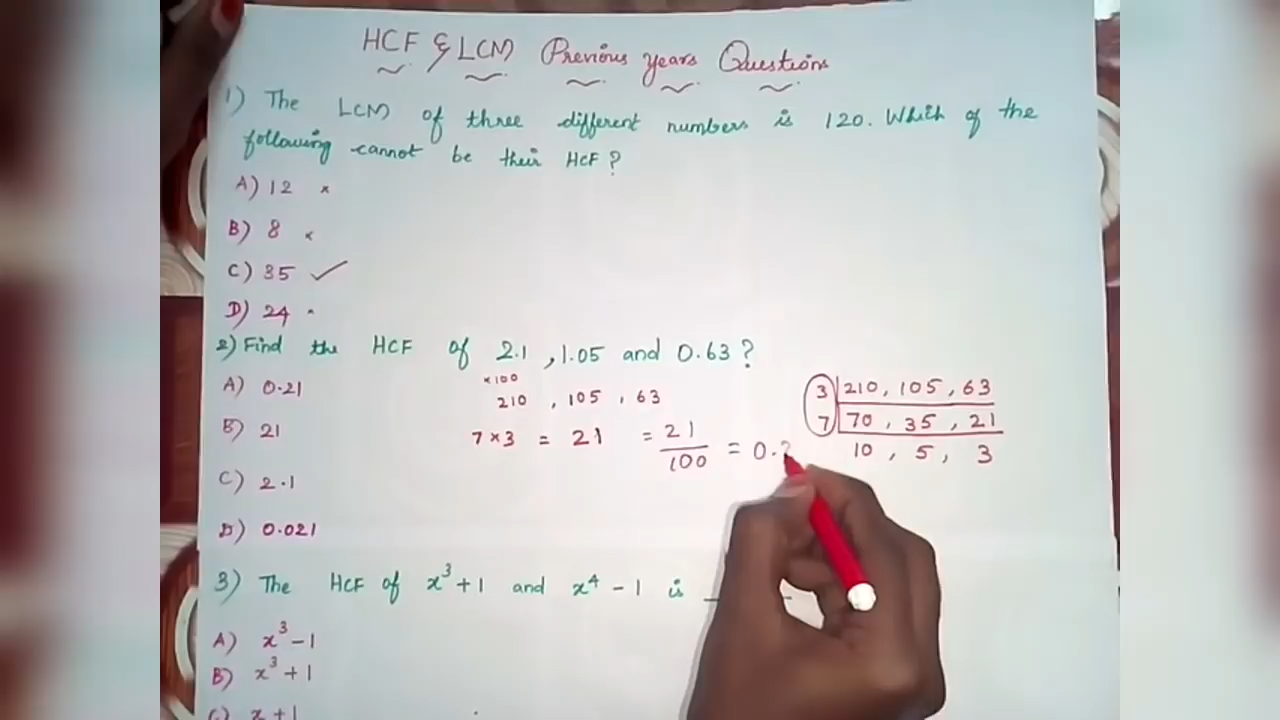 HCF & LCM Previous years Questions
1) The LCM of three different numbers is 120. Which of the
following cannot be their HCF?
A) 12 ×
B) 8 ×
C) 35 ✓
D) 24
2) Find the HCF of 2.1, 1.05 and 0.63?
A) 0.21
×100
210, 105, 63
3 | 210, 105, 63
B) 21
7×3 = 21 = 21/100 = 0.
7 | 70, 35, 21
10, 5, 3
C) 2.1
D) 0.021
3) The HCF of x³+1 and x⁴-1 is
A) x³-1
B) x³+1
C) x+1